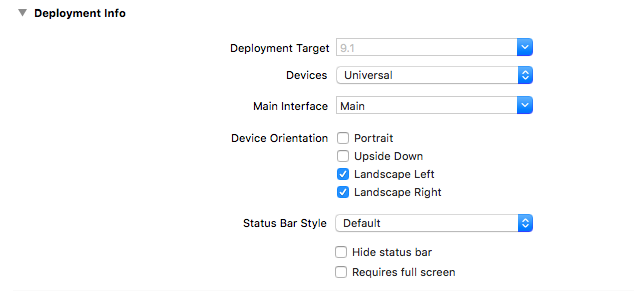 Deployment Info
Deployment Target 9.1
Devices Universal
Main Interface Main
Device Orientation Portrait
Upside Down
Landscape Left
Landscape Right
Status Bar Style Default
Hide status bar
Requires full screen